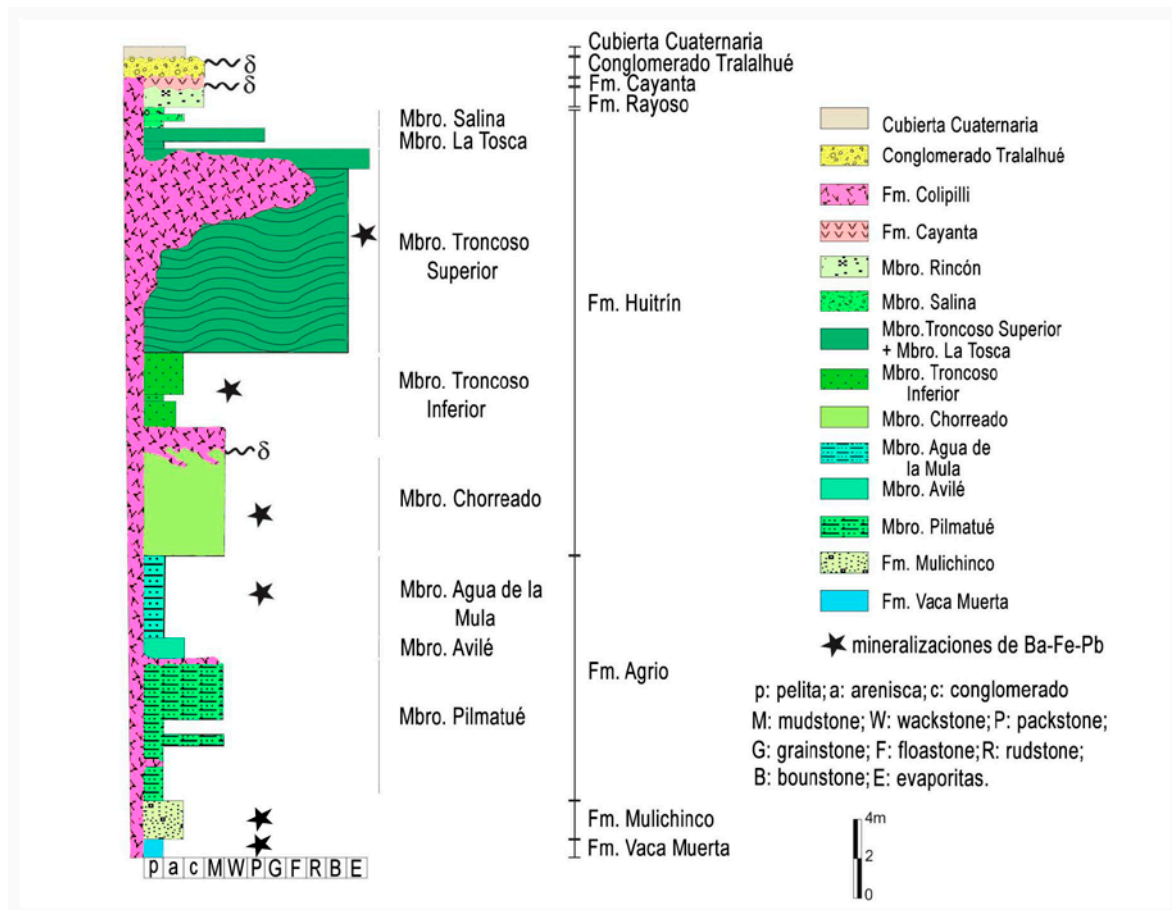 Cubierta Cuaternaria
Conglomerado Tralalhué
Fm. Cayanta
Fm. Rayoso
δ
δ
Mbro. Salina
Mbro. La Tosca
Mbro. Troncoso
Superior
Fm. Huitrín
Mbro. Troncoso
Inferior
δ
Mbro. Chorreado
Mbro. Agua de la
Mula
Mbro. Avilé
Fm. Agrio
Mbro. Pilmatué
Fm. Mulichinco
Fm. Vaca Muerta
p a c M W P G F R B E
Cubierta Cuaternaria
Conglomerado Tralalhué
Fm. Colipilli
Fm. Cayanta
Mbro. Rincón
Mbro. Salina
Mbro.Troncoso Superior
+ Mbro. La Tosca
Mbro. Troncoso
Inferior
Mbro. Chorreado
Mbro. Agua de
la Mula
Mbro. Avilé
Mbro. Pilmatué
Fm. Mulichinco
Fm. Vaca Muerta
mineralizaciones de Ba-Fe-Pb
p: pelita; a: arenisca; c: conglomerado
M: mudstone; W: wackstone; P: packstone;
G: grainstone; F: floastone; R: rudstone;
B: bounstone; E: evaporitas.
4m
2
0